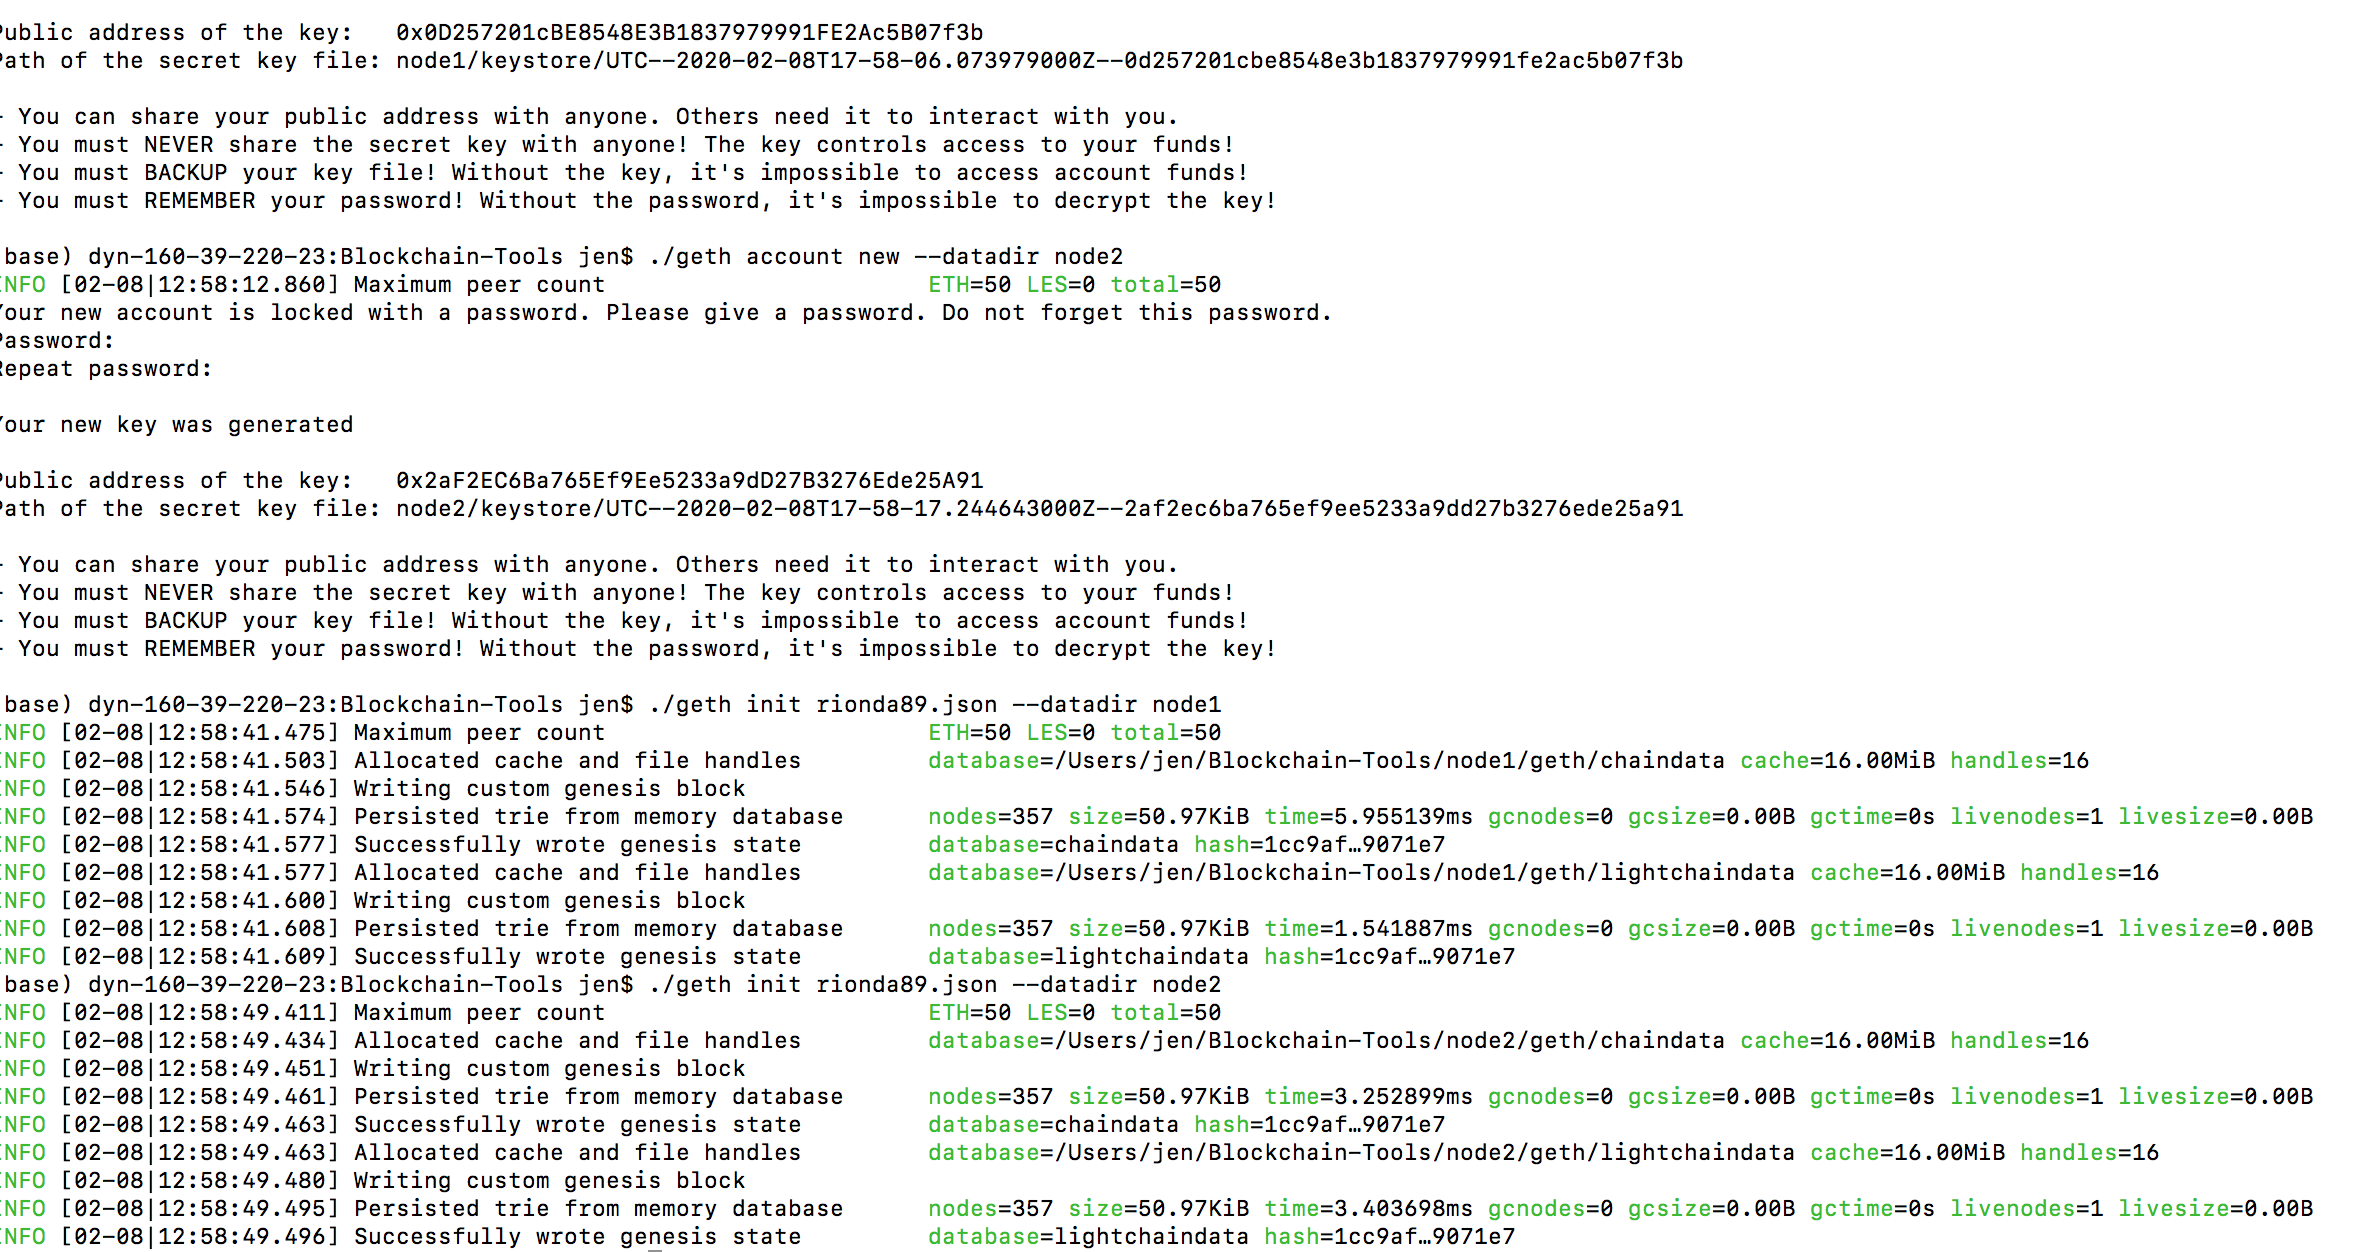 Public address of the key:   0x0D257201cBE8548E3B1837979991FE2Ac5B07f3b
Path of the secret key file: node1/keystore/UTC--2020-02-08T17-58-06.073979000Z--0d257201cbe8548e3b1837979991fe2ac5b07f3b
- You can share your public address with anyone. Others need it to interact with you.
- You must NEVER share the secret key with anyone! The key controls access to your funds!
- You must BACKUP your key file! Without the key, it's impossible to access account funds!
- You must REMEMBER your password! Without the password, it's impossible to decrypt the key!
base) dyn-160-39-220-23:Blockchain-Tools jen$ ./geth account new --datadir node2
INFO [02-08|12:58:12.860] Maximum peer count                       ETH=50 LES=0 total=50
Your new account is locked with a password. Please give a password. Do not forget this password.
Password:
Repeat password:
Your new key was generated
Public address of the key:   0x2aF2EC6Ba765Ef9Ee5233a9dD27B3276Ede25A91
Path of the secret key file: node2/keystore/UTC--2020-02-08T17-58-17.244643000Z--2af2ec6ba765ef9ee5233a9dd27b3276ede25a91
- You can share your public address with anyone. Others need it to interact with you.
- You must NEVER share the secret key with anyone! The key controls access to your funds!
- You must BACKUP your key file! Without the key, it's impossible to access account funds!
- You must REMEMBER your password! Without the password, it's impossible to decrypt the key!
base) dyn-160-39-220-23:Blockchain-Tools jen$ ./geth init rionda89.json --datadir node1
INFO [02-08|12:58:41.475] Maximum peer count                       ETH=50 LES=0 total=50
INFO [02-08|12:58:41.503] Allocated cache and file handles         database=/Users/jen/Blockchain-Tools/node1/geth/chaindata cache=16.00MiB handles=16
INFO [02-08|12:58:41.546] Writing custom genesis block
INFO [02-08|12:58:41.574] Persisted trie from memory database      nodes=357 size=50.97KiB time=5.955139ms gcnodes=0 gcsize=0.00B gctime=0s livenodes=1 livesize=0.00B
INFO [02-08|12:58:41.577] Successfully wrote genesis state         database=chaindata hash=1cc9af…9071e7
INFO [02-08|12:58:41.577] Allocated cache and file handles         database=/Users/jen/Blockchain-Tools/node1/geth/lightchaindata cache=16.00MiB handles=16
INFO [02-08|12:58:41.600] Writing custom genesis block
INFO [02-08|12:58:41.608] Persisted trie from memory database      nodes=357 size=50.97KiB time=1.541887ms gcnodes=0 gcsize=0.00B gctime=0s livenodes=1 livesize=0.00B
INFO [02-08|12:58:41.609] Successfully wrote genesis state         database=lightchaindata hash=1cc9af…9071e7
base) dyn-160-39-220-23:Blockchain-Tools jen$ ./geth init rionda89.json --datadir node2
INFO [02-08|12:58:49.411] Maximum peer count                       ETH=50 LES=0 total=50
INFO [02-08|12:58:49.434] Allocated cache and file handles         database=/Users/jen/Blockchain-Tools/node2/geth/chaindata cache=16.00MiB handles=16
INFO [02-08|12:58:49.451] Writing custom genesis block
INFO [02-08|12:58:49.461] Persisted trie from memory database      nodes=357 size=50.97KiB time=3.252899ms gcnodes=0 gcsize=0.00B gctime=0s livenodes=1 livesize=0.00B
INFO [02-08|12:58:49.463] Successfully wrote genesis state         database=chaindata hash=1cc9af…9071e7
INFO [02-08|12:58:49.463] Allocated cache and file handles         database=/Users/jen/Blockchain-Tools/node2/geth/lightchaindata cache=16.00MiB handles=16
INFO [02-08|12:58:49.480] Writing custom genesis block
INFO [02-08|12:58:49.495] Persisted trie from memory database      nodes=357 size=50.97KiB time=3.403698ms gcnodes=0 gcsize=0.00B gctime=0s livenodes=1 livesize=0.00B
INFO [02-08|12:58:49.496] Successfully wrote genesis state         database=lightchaindata hash=1cc9af…9071e7